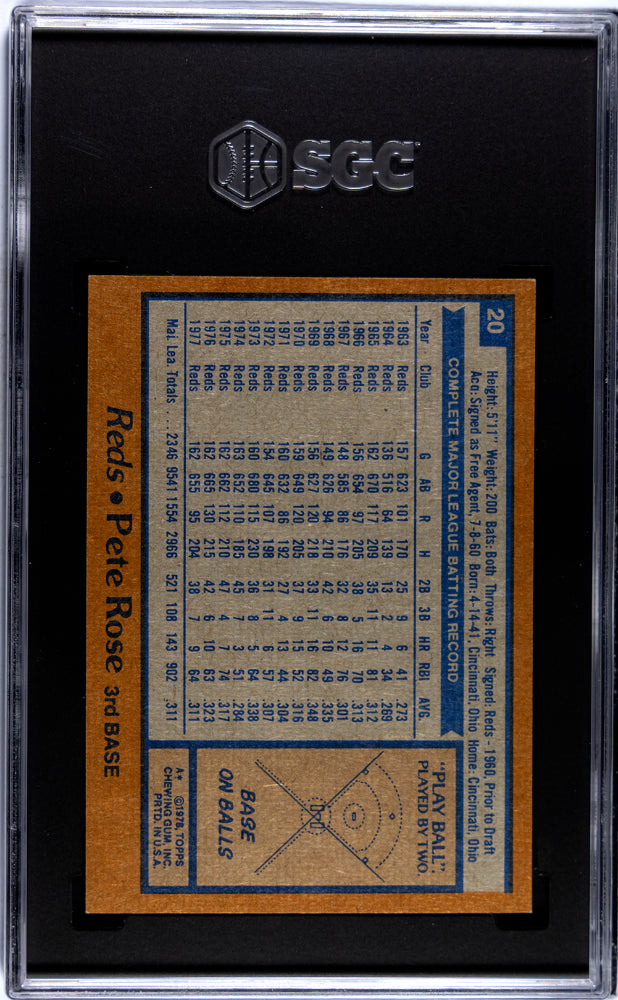 SGC
20
Height: 5'11" Weight: 200 Bats: Both Throws: Right Signed: Reds - 1960, Prior to Draft
Acq: Signed as Free Agent, 7-8-60 Born: 4-14-41, Cincinnati, Ohio Home: Cincinnati, Ohio
COMPLETE MAJOR LEAGUE BATTING RECORD
Year Club G AB R H 2B 3B HR RBI AVG.
1963 Reds 157 623 101 170 25 9 6 41 .273
1964 Reds 136 516 64 139 13 2 4 34 .269
1965 Reds 162 670 117 209 35 11 11 81 .312
1966 Reds 156 654 97 205 38 5 16 70 .313
1967 Reds 148 585 86 176 32 8 12 76 .301
1968 Reds 149 626 94 210 42 6 10 49 .335
1969 Reds 156 627 120 218 33 11 16 82 .348
1970 Reds 159 649 120 205 37 9 15 52 .316
1971 Reds 160 632 86 192 27 4 13 44 .304
1972 Reds 154 645 107 198 31 11 6 57 .307
1973 Reds 160 680 115 230 36 8 5 64 .338
1974 Reds 163 652 110 185 45 7 3 51 .284
1975 Reds 162 662 112 210 47 4 7 74 .317
1976 Reds 162 665 130 215 42 6 10 63 .323
1977 Reds 162 655 95 204 38 7 9 64 .311
Maj. Lea. Totals ....2346 9541 1554 2966 521 108 143 902 .311
"PLAY BALL"
PLAYED BY TWO.
BASE
ON BALLS
A* ©1978, TOPPS
CHEWING GUM, INC.
PRTD. IN U.S.A.
Reds • Pete Rose 3rd BASE